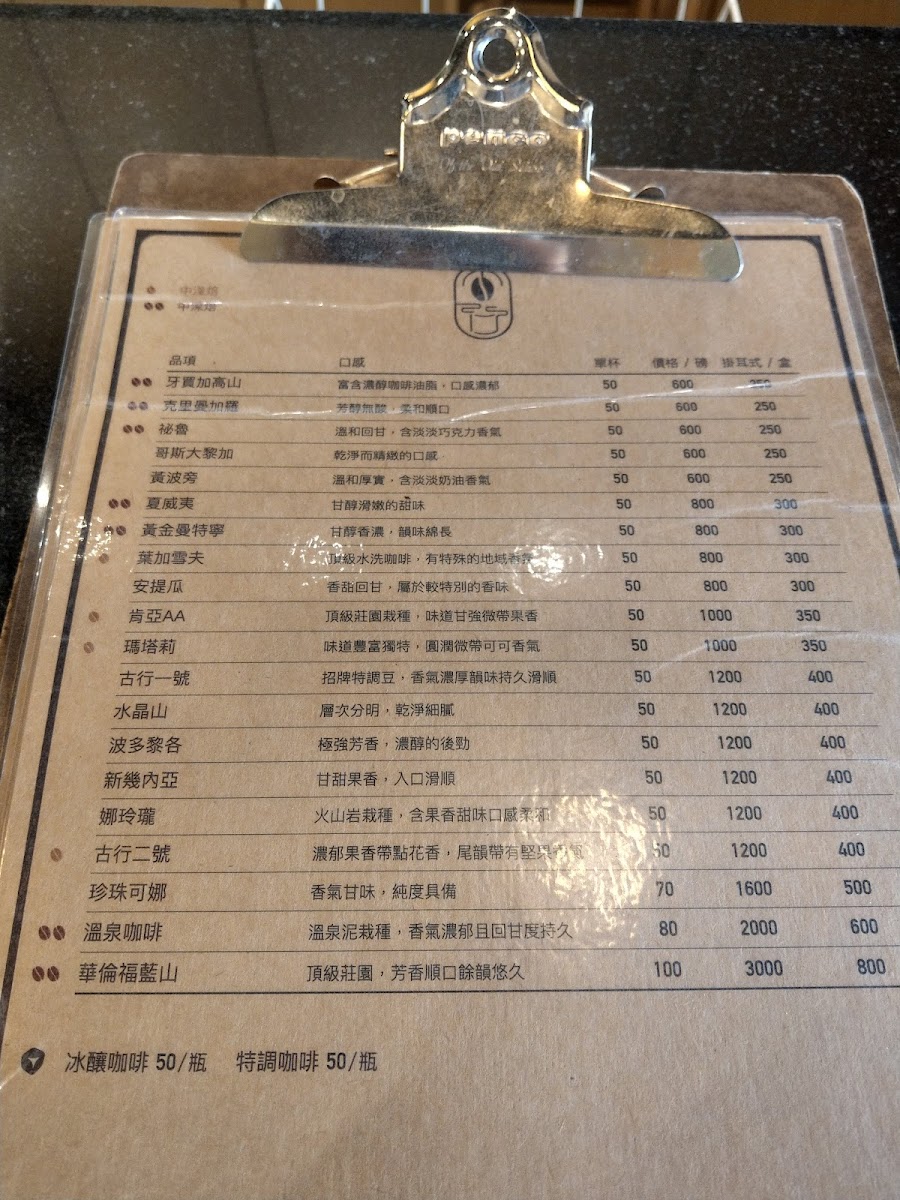 penco
中淺焙
中深焙
品項 口感 單杯 價格 / 磅 掛耳式 / 盒
牙買加高山 富含濃醇咖啡油脂，口感濃郁 50 600 250
克里曼加羅 芳醇無酸，柔和順口 50 600 250
祕魯 溫和回甘，含淡淡巧克力香氣 50 600 250
哥斯大黎加 乾淨而精緻的口感 50 600 250
黃波旁 溫和厚實，含淡淡奶油香氣 50 600 250
夏威夷 甘醇滑嫩的甜味 50 800 300
黃金曼特寧 甘醇香濃，韻味綿長 50 800 300
葉加雪夫 頂級水洗咖啡，有特殊的地域香氣 50 800 300
安提瓜 香甜回甘，屬於較特別的香味 50 800 300
肯亞AA 頂級莊園栽種，味道甘強微帶果香 50 1000 350
瑪塔莉 味道豐富獨特，圓潤微帶可可香氣 50 1000 350
古行一號 招牌特調豆，香氣濃厚韻味持久滑順 50 1200 400
水晶山 層次分明，乾淨細膩 50 1200 400
波多黎各 極強芳香，濃醇的後勁 50 1200 400
新幾內亞 甘甜果香，入口滑順 50 1200 400
娜玲瓏 火山岩栽種，含果香甜味口感柔和 50 1200 400
古行二號 濃郁果香帶點花香，尾韻帶有堅果香氣 50 1200 400
珍珠可娜 香氣甘味，純度具備 70 1600 500
溫泉咖啡 溫泉泥栽種，香氣濃郁且回甘度持久 80 2000 600
華倫福藍山 頂級莊園，芳香順口餘韻悠久 100 3000 800
冰釀咖啡 50/瓶 特調咖啡 50/瓶